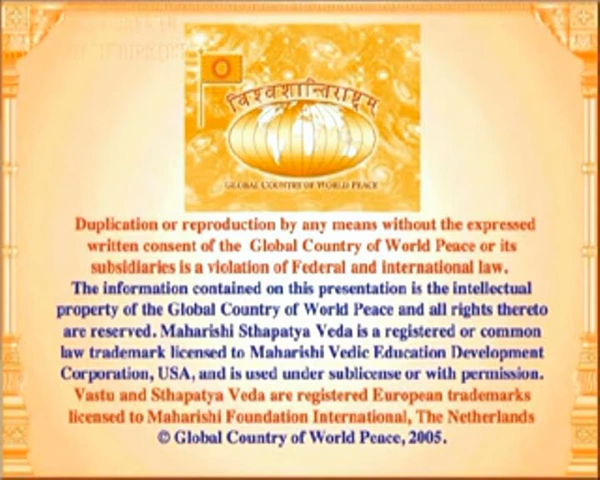 विश्वशान्तिराष्ट्रम
GLOBAL COUNTRY OF WORLD PEACE
Duplication or reproduction by any means without the expressed
written consent of the Global Country of World Peace or its
subsidiaries is a violation of Federal and international law.
The information contained on this presentation is the intellectual
property of the Global Country of World Peace and all rights thereto
are reserved. Maharishi Sthapatya Veda is a registered or common
law trademark licensed to Maharishi Vedic Education Development
Corporation, USA, and is used under sublicense or with permission.
Vastu and Sthapatya Veda are registered European trademarks
licensed to Maharishi Foundation International, The Netherlands
© Global Country of World Peace, 2005.